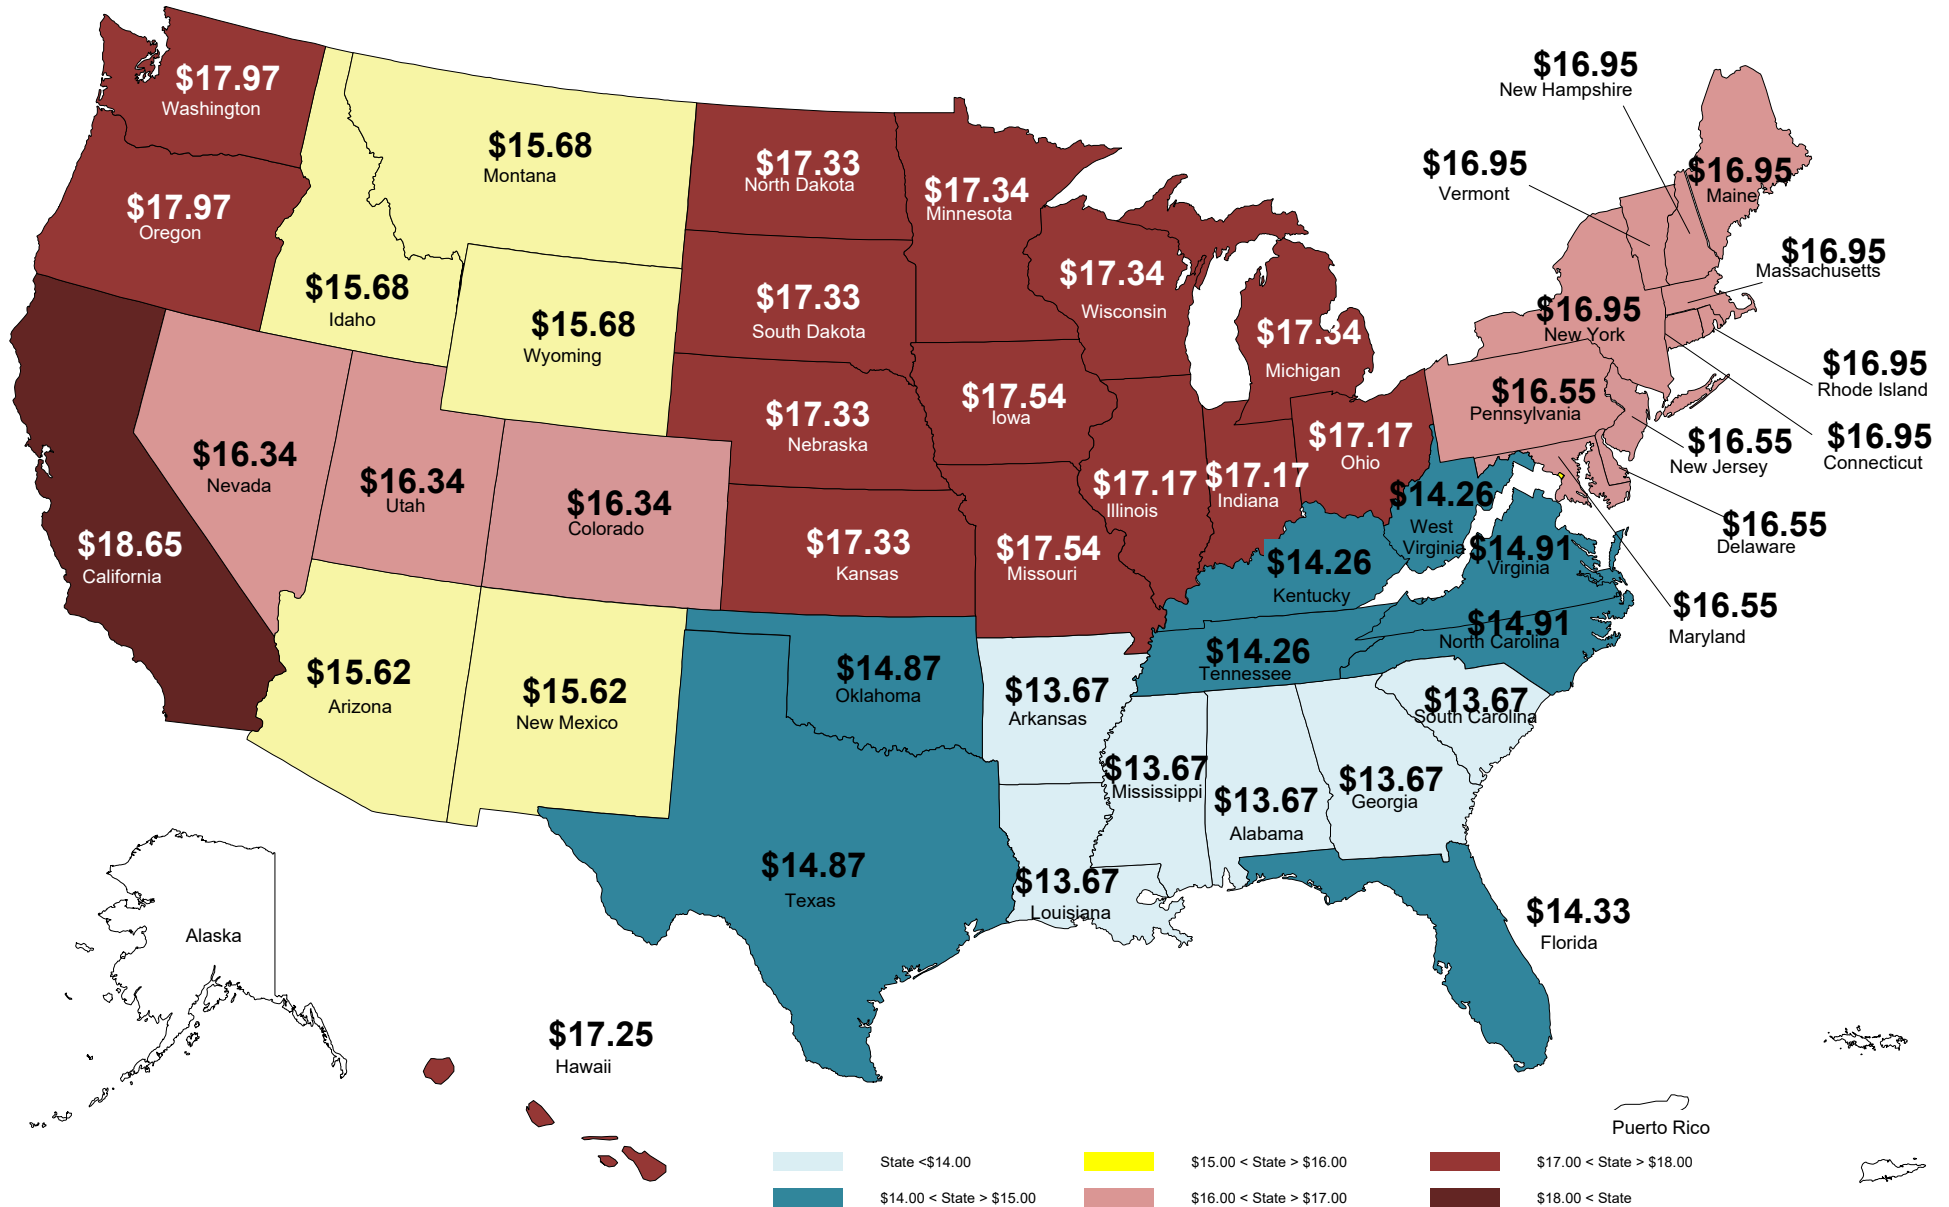 $17.97
Washington
$17.97
Oregon
$18.65
California
$15.68
Montana
$15.68
Idaho
$15.68
Wyoming
$16.34
Nevada
$16.34
Utah
$16.34
Colorado
$15.62
Arizona
$15.62
New Mexico
$17.33
North Dakota
$17.33
South Dakota
$17.33
Nebraska
$17.33
Kansas
$14.87
Oklahoma
$14.87
Texas
$17.34
Minnesota
$17.54
Iowa
$17.54
Missouri
$13.67
Arkansas
$13.67
Louisiana
$17.34
Wisconsin
$17.34
Michigan
$17.17
Illinois
$17.17
Indiana
$17.17
Ohio
$14.26
West
Virginia
$14.26
Kentucky
$14.26
Tennessee
$13.67
Mississippi
$13.67
Alabama
$13.67
Georgia
$13.67
South Carolina
$14.91
North Carolina
$14.91
Virginia
$14.33
Florida
$16.95
New Hampshire
$16.95
Vermont
$16.95
Maine
$16.95
Massachusetts
$16.95
New York
$16.95
Rhode Island
$16.95
Connecticut
$16.55
Pennsylvania
$16.55
New Jersey
$16.55
Delaware
$16.55
Maryland
Alaska
$17.25
Hawaii
Puerto Rico
State <$14.00
$15.00 < State > $16.00
$17.00 < State > $18.00
$14.00 < State > $15.00
$16.00 < State > $17.00
$18.00 < State